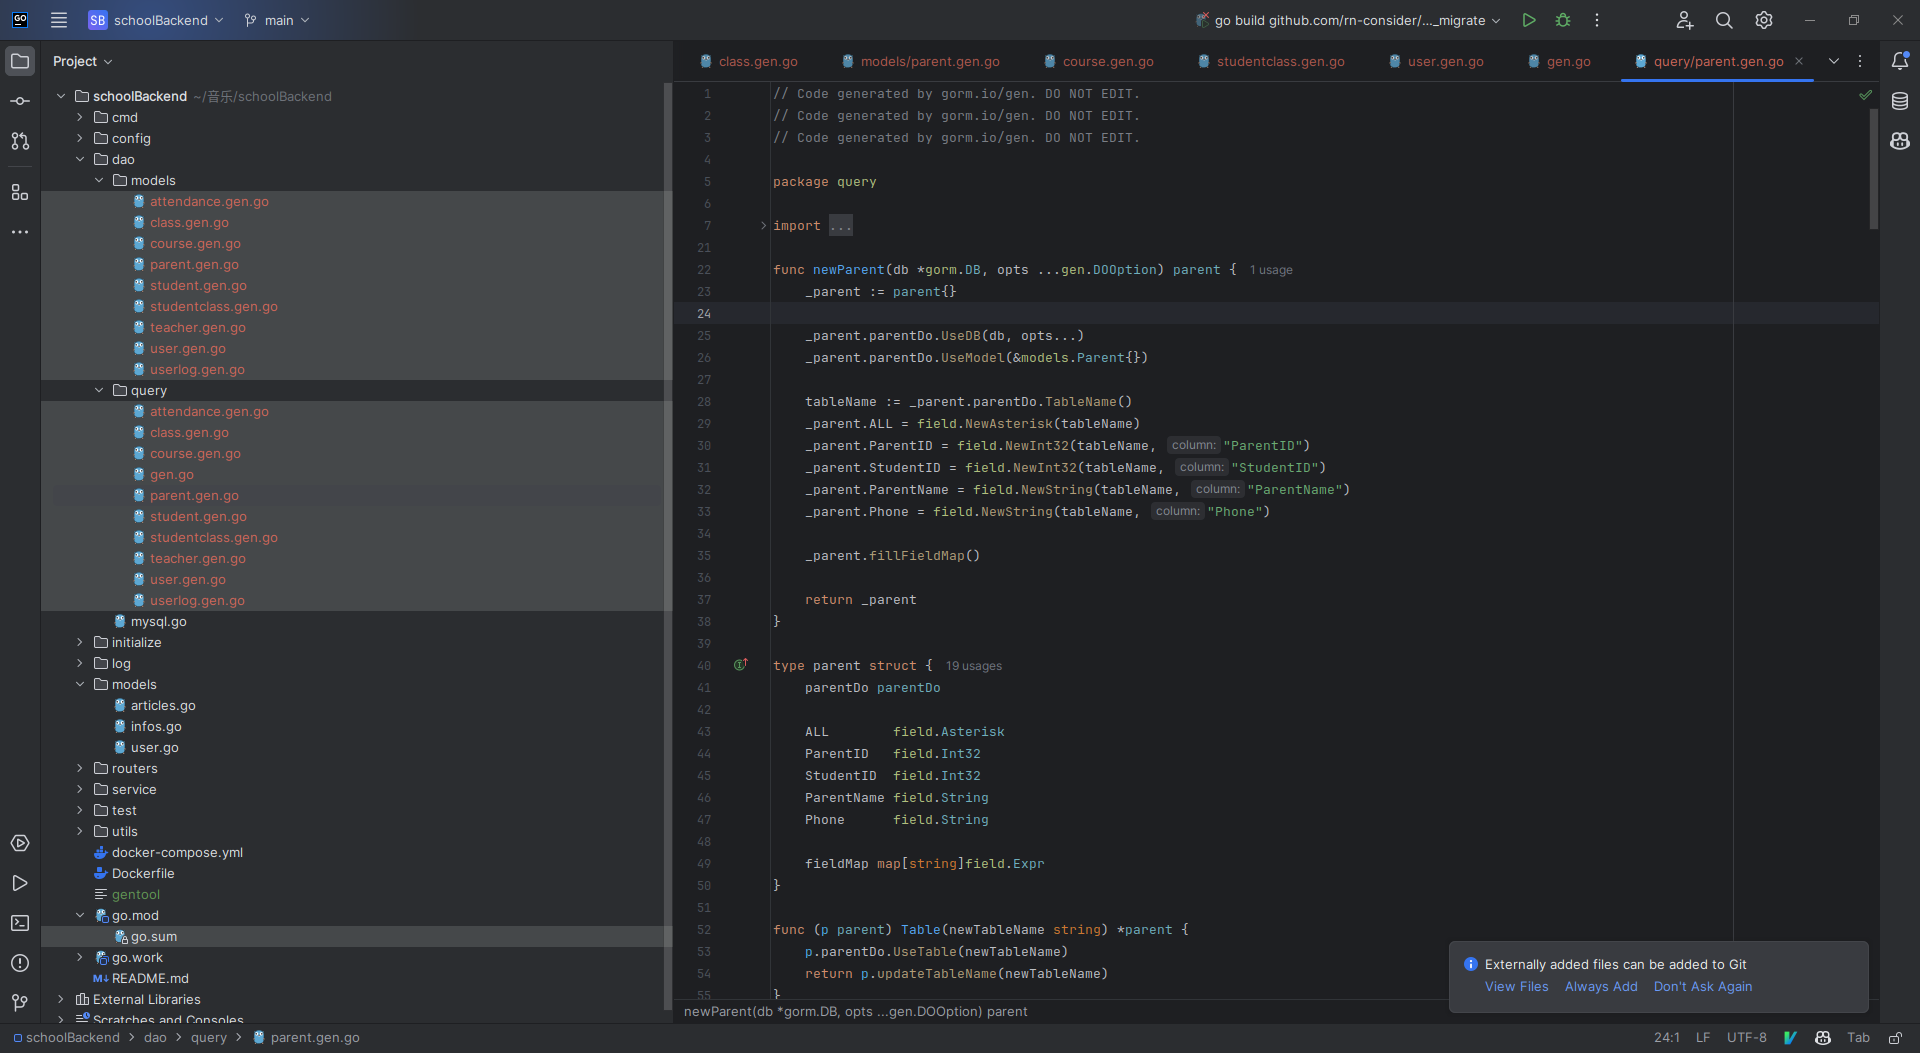 GO
SB schoolBackend main go build github.com/rn-consider/..._migrate
Project
schoolBackend ~/音乐/schoolBackend
cmd
config
dao
models
attendance.gen.go
class.gen.go
course.gen.go
parent.gen.go
student.gen.go
studentclass.gen.go
teacher.gen.go
user.gen.go
userlog.gen.go
query
attendance.gen.go
class.gen.go
course.gen.go
gen.go
parent.gen.go
student.gen.go
studentclass.gen.go
teacher.gen.go
user.gen.go
userlog.gen.go
mysql.go
initialize
log
models
articles.go
infos.go
user.go
routers
service
test
utils
docker-compose.yml
Dockerfile
gentool
go.mod
go.sum
go.work
M↓ README.md
External Libraries
Scratches and Consoles
class.gen.go models/parent.gen.go course.gen.go studentclass.gen.go user.gen.go gen.go query/parent.gen.go
1 // Code generated by gorm.io/gen. DO NOT EDIT.
2 // Code generated by gorm.io/gen. DO NOT EDIT.
3 // Code generated by gorm.io/gen. DO NOT EDIT.
4
5 package query
6
7 import ...
21
22 func newParent(db *gorm.DB, opts ...gen.DOOption) parent { 1 usage
23 _parent := parent{}
24
25 _parent.parentDo.UseDB(db, opts...)
26 _parent.parentDo.UseModel(&models.Parent{})
27
28 tableName := _parent.parentDo.TableName()
29 _parent.ALL = field.NewAsterisk(tableName)
30 _parent.ParentID = field.NewInt32(tableName, column: "ParentID")
31 _parent.StudentID = field.NewInt32(tableName, column: "StudentID")
32 _parent.ParentName = field.NewString(tableName, column: "ParentName")
33 _parent.Phone = field.NewString(tableName, column: "Phone")
34
35 _parent.fillFieldMap()
36
37 return _parent
38 }
39
40 type parent struct { 19 usages
41 parentDo parentDo
42
43 ALL field.Asterisk
44 ParentID field.Int32
45 StudentID field.Int32
46 ParentName field.String
47 Phone field.String
48
49 fieldMap map[string]field.Expr
50 }
51
52 func (p parent) Table(newTableName string) *parent {
53 p.parentDo.UseTable(newTableName)
54 return p.updateTableName(newTableName)
55 }
newParent(db *gorm.DB, opts ...gen.DOOption) parent
Externally added files can be added to Git
View Files Always Add Don't Ask Again
schoolBackend dao query parent.gen.go
24:1 LF UTF-8 Tab